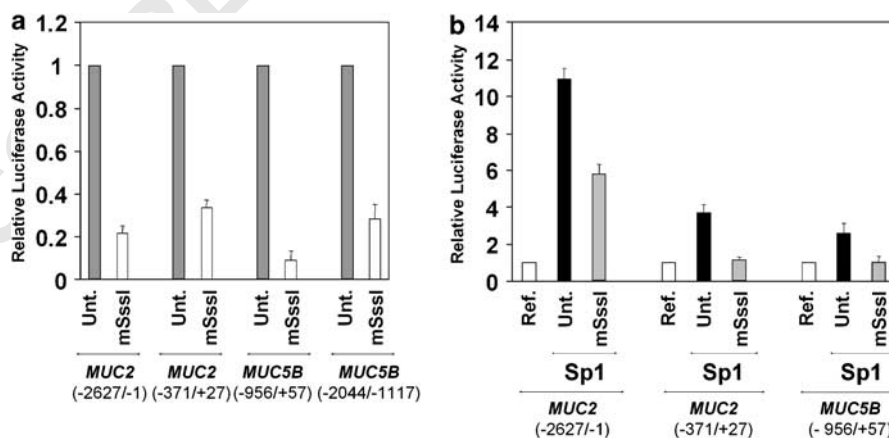 a
Relative Luciferase Activity
1.2
1
0.8
0.6
0.4
0.2
0
Unt.
mSssI
Unt.
mSssI
Unt.
mSssI
Unt.
mSssI
MUC2
(-2627/-1)
MUC2
(-371/+27)
MUC5B
(-956/+57)
MUC5B
(-2044/-1117)
b
Relative Luciferase Activity
14
12
10
8
6
4
2
0
Ref.
Unt.
mSssI
Ref.
Unt.
mSssI
Ref.
Unt.
mSssI
Sp1
Sp1
Sp1
MUC2
(-2627/-1)
MUC2
(-371/+27)
MUC5B
(- 956/+57)